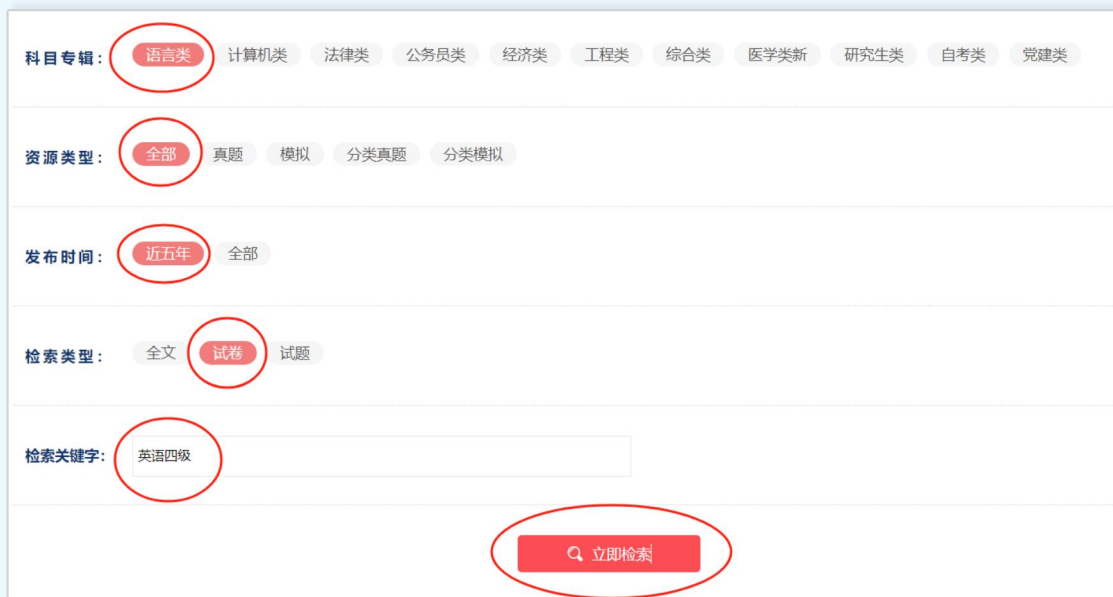 科目专辑： 语言类 计算机类 法律类 公务员类 经济类 工程类 综合类 医学类新 研究生类 自考类 党建类
资源类型： 全部 真题 模拟 分类真题 分类模拟
发布时间： 近五年 全部
检索类型： 全文 试卷 试题
检索关键字： 英语四级
立即检索